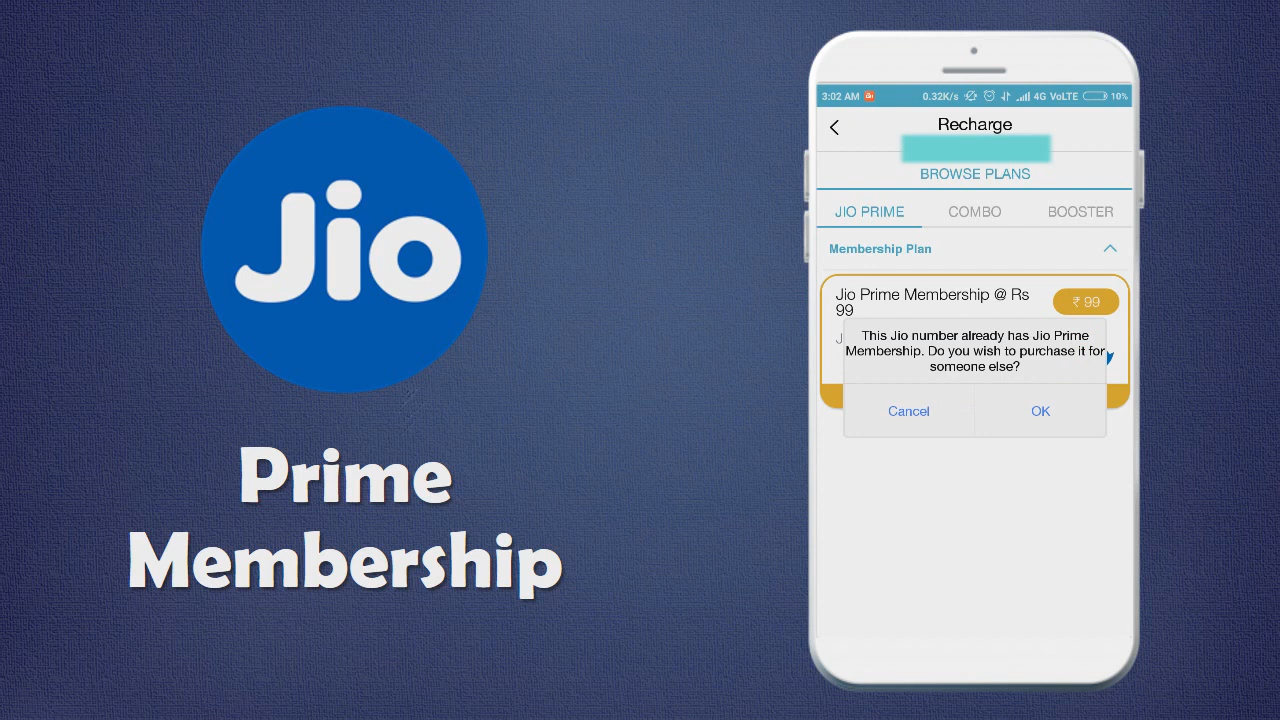 Jio
Prime
Membership
3:02 AM
0.32K/s 4G VoLTE 10%
Recharge
BROWSE PLANS
JIO PRIME COMBO BOOSTER
Membership Plan
Jio Prime Membership @ Rs
99
₹ 99
J
This Jio number already has Jio Prime
Membership. Do you wish to purchase it for
someone else?
Cancel OK